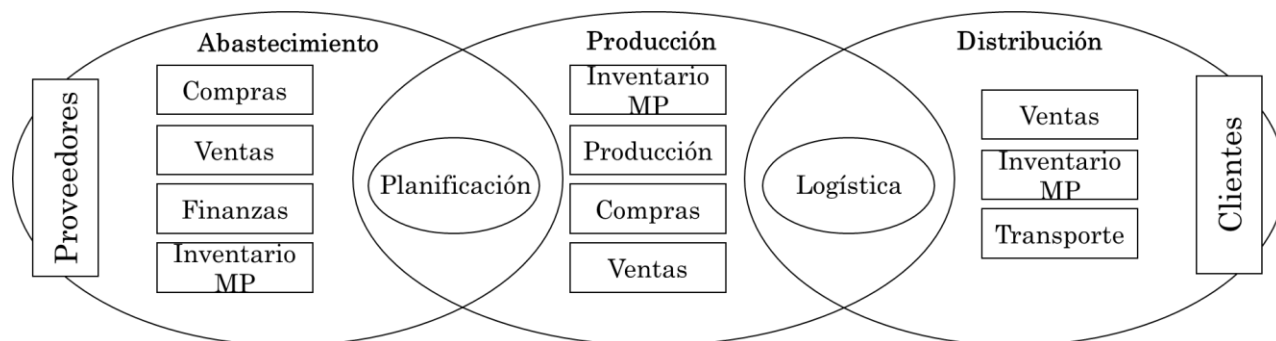 Abastecimiento
Producción
Distribución
Proveedores
Compras
Ventas
Finanzas
Inventario
MP
Planificación
Inventario
MP
Producción
Compras
Ventas
Logística
Ventas
Inventario
MP
Transporte
Clientes